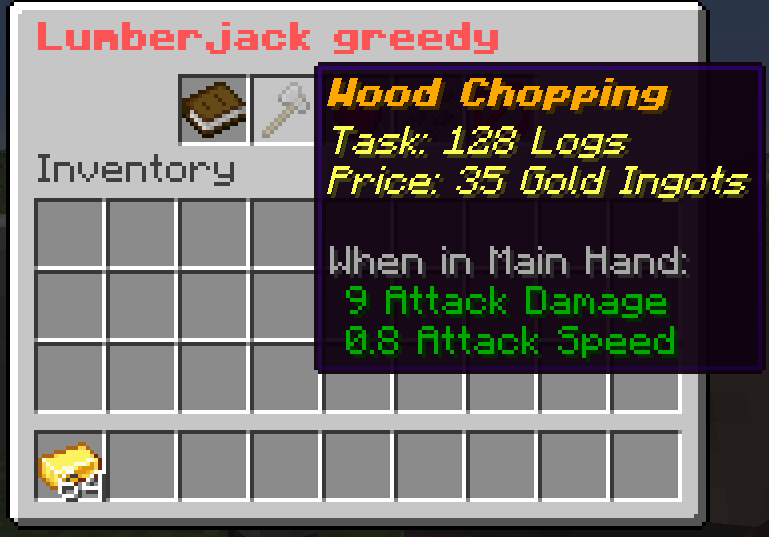 Lumberjack greedy
Wood Chopping
Task: 128 Logs
Price: 35 Gold Ingots
Inventory
When in Main Hand:
9 Attack Damage
0.8 Attack Speed